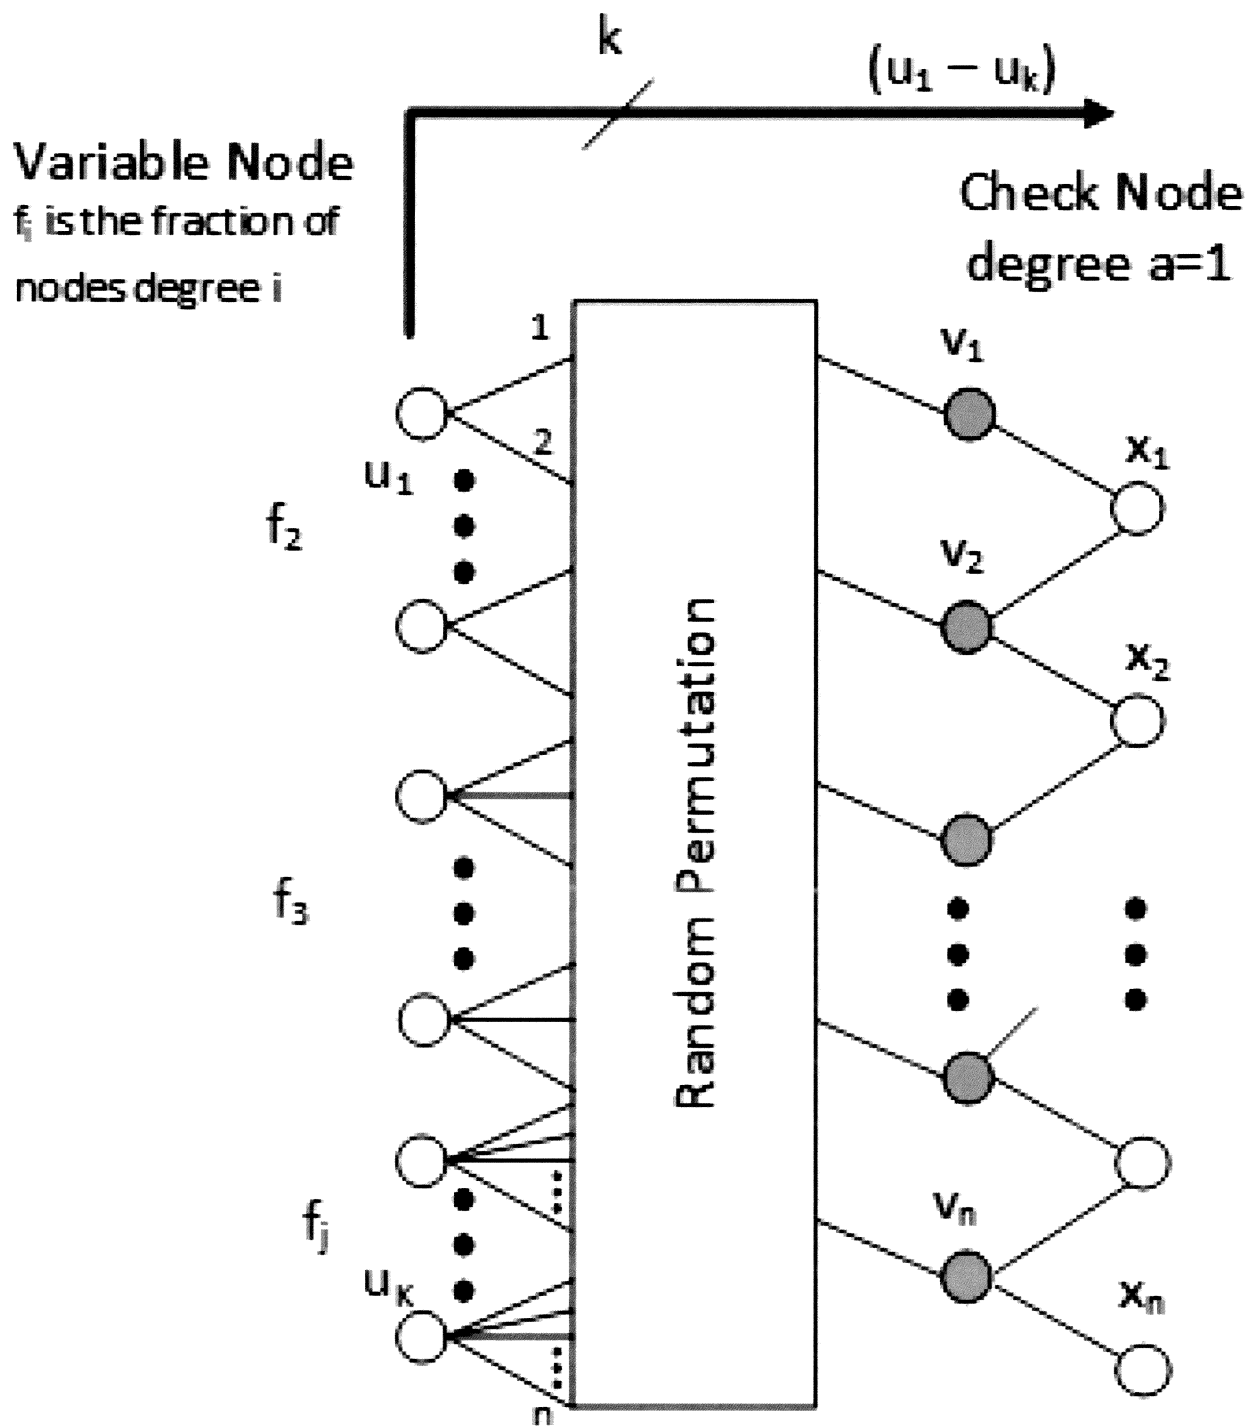 k
(u₁ – uₖ)
Variable Node
fᵢ is the fraction of
nodes degree i
Check Node
degree a=1
1
v₁
2
u₁
x₁
f₂
v₂
x₂
Random Permutation
f₃
vₙ
fⱼ
u_K
xₙ
n